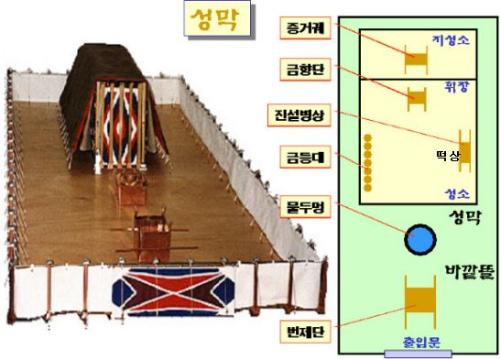 성막
증거궤
금향단
진설병상
금등대
물두멍
번제단
지성소
휘장
떡상
성소
성막
바깥뜰
출입문